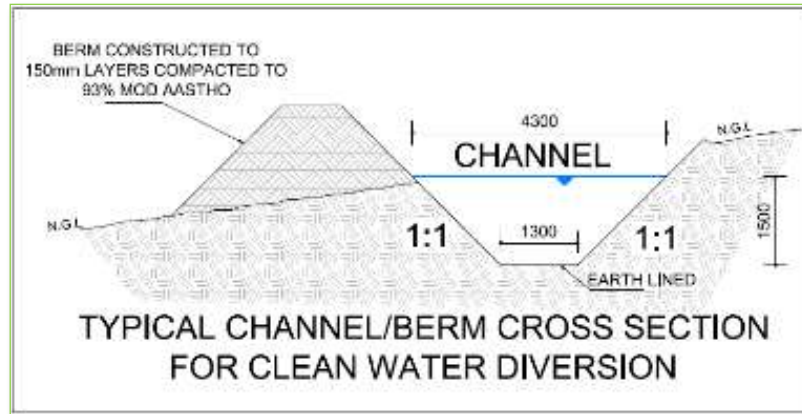 BERM CONSTRUCTED TO
150mm LAYERS COMPACTED TO
93% MOD AASTHO
4300
N.G.L
CHANNEL
N.G.L
1:1
1300
1:1
1500
EARTH LINED
TYPICAL CHANNEL/BERM CROSS SECTION
FOR CLEAN WATER DIVERSION